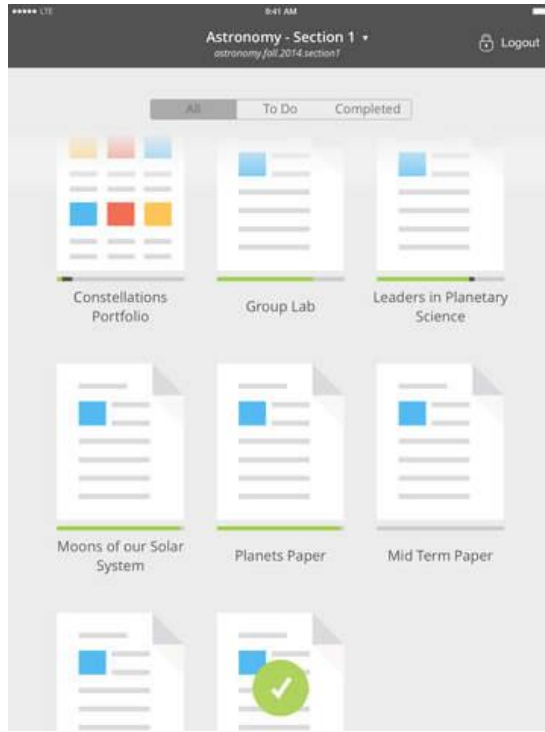 LTE 8:41 AM
Astronomy - Section 1
astronomy.fall.2014.section1
Logout
All To Do Completed
Constellations
Portfolio
Group Lab
Leaders in Planetary
Science
Moons of our Solar
System
Planets Paper
Mid Term Paper